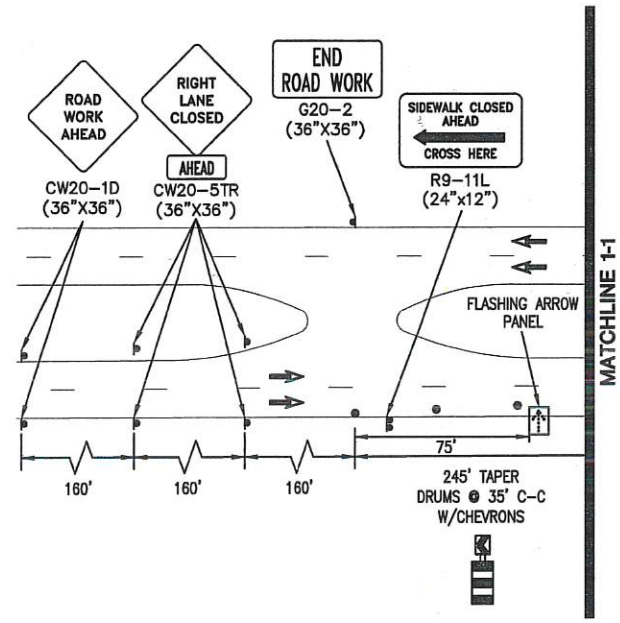 ROAD
WORK
AHEAD
CW20-1D
(36"X36")
RIGHT
LANE
CLOSED
AHEAD
CW20-5TR
(36"X36")
END
ROAD WORK
G20-2
(36"X36")
SIDEWALK CLOSED
AHEAD
CROSS HERE
R9-11L
(24"x12")
FLASHING ARROW
PANEL
MATCHLINE 1-1
160'
160'
160'
75'
245' TAPER
DRUMS @ 35' C-C
W/CHEVRONS